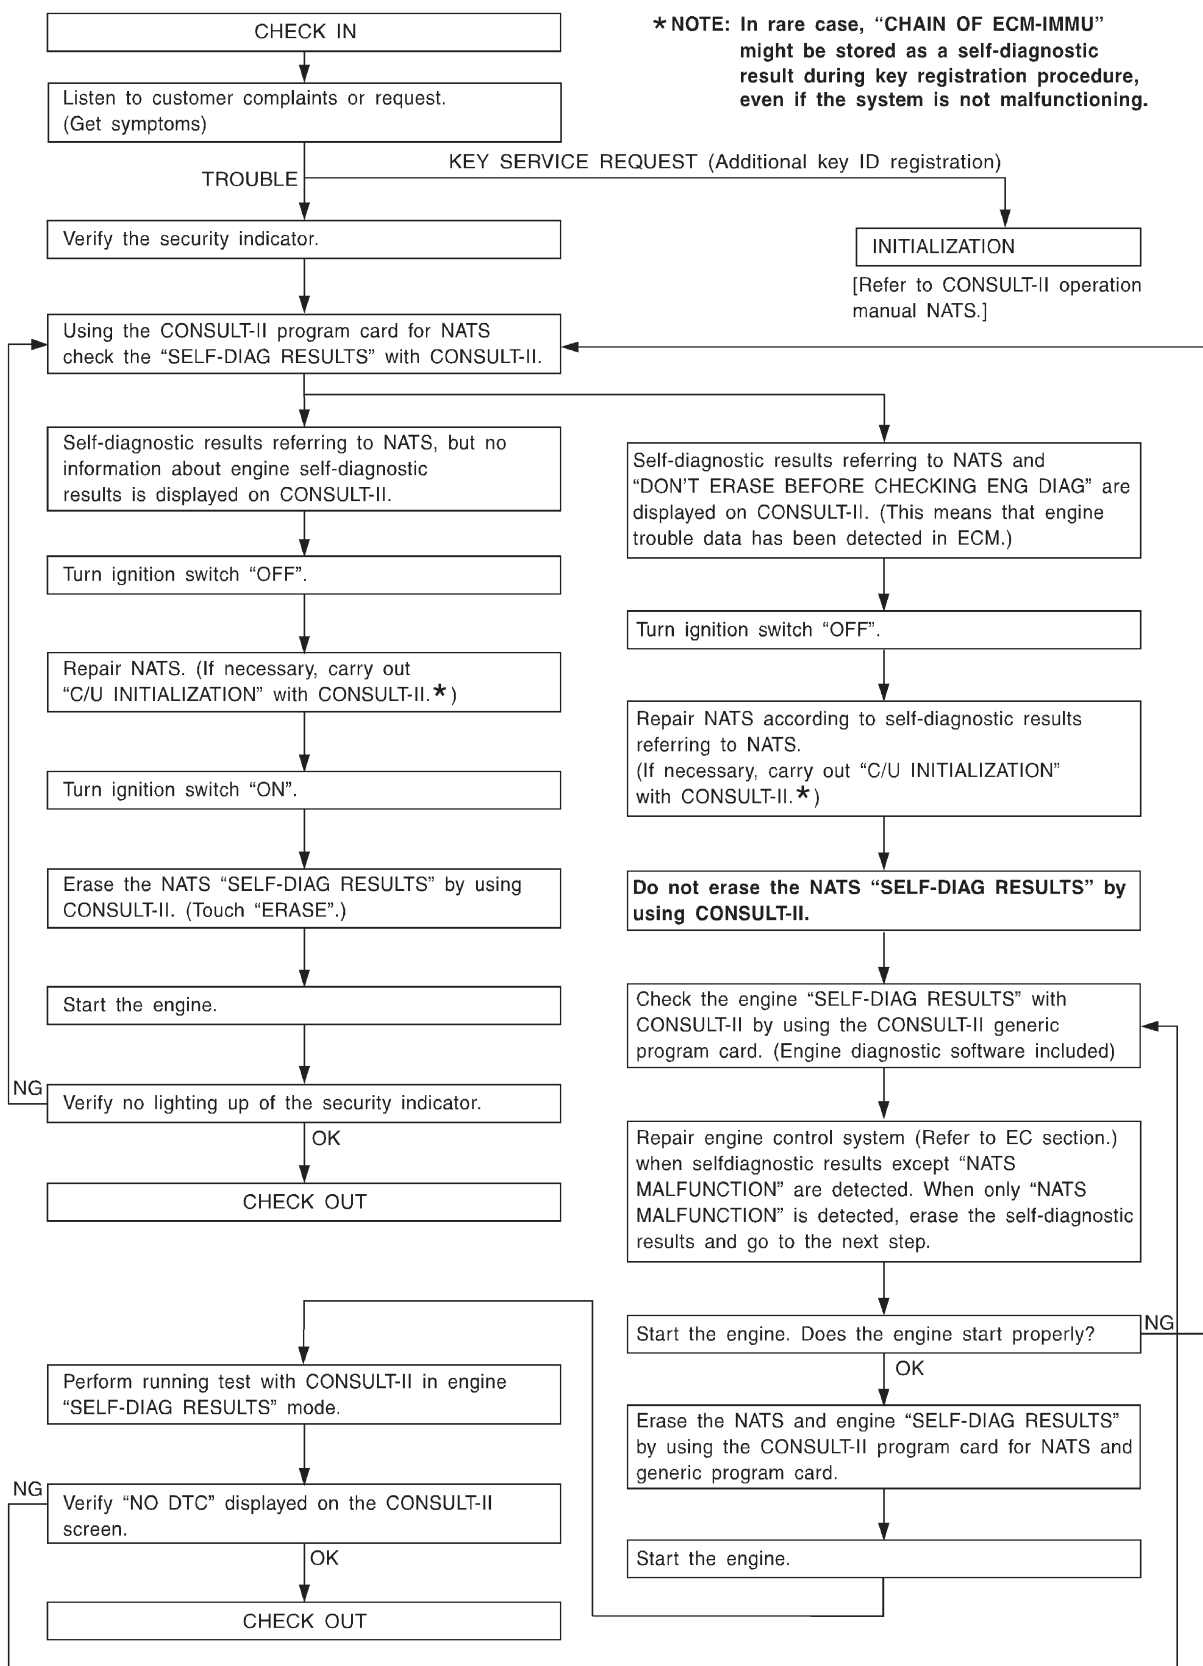 CHECK IN
* NOTE: In rare case, “CHAIN OF ECM-IMMU”
might be stored as a self-diagnostic
result during key registration procedure,
even if the system is not malfunctioning.
Listen to customer complaints or request.
(Get symptoms)
KEY SERVICE REQUEST (Additional key ID registration)
TROUBLE
Verify the security indicator.
INITIALIZATION
[Refer to CONSULT-II operation
manual NATS.]
Using the CONSULT-II program card for NATS
check the “SELF-DIAG RESULTS” with CONSULT-II.
Self-diagnostic results referring to NATS, but no
information about engine self-diagnostic
results is displayed on CONSULT-II.
Turn ignition switch “OFF”.
Repair NATS. (If necessary, carry out
“C/U INITIALIZATION” with CONSULT-II.*)
Turn ignition switch “ON”.
Erase the NATS “SELF-DIAG RESULTS” by using
CONSULT-II. (Touch “ERASE”.)
Start the engine.
NG
Verify no lighting up of the security indicator.
OK
CHECK OUT
Self-diagnostic results referring to NATS and
“DON'T ERASE BEFORE CHECKING ENG DIAG” are
displayed on CONSULT-II. (This means that engine
trouble data has been detected in ECM.)
Turn ignition switch “OFF”.
Repair NATS according to self-diagnostic results
referring to NATS.
(If necessary, carry out “C/U INITIALIZATION”
with CONSULT-II.*)
Do not erase the NATS “SELF-DIAG RESULTS” by
using CONSULT-II.
Check the engine “SELF-DIAG RESULTS” with
CONSULT-II by using the CONSULT-II generic
program card. (Engine diagnostic software included)
Repair engine control system (Refer to EC section.)
when selfdiagnostic results except “NATS
MALFUNCTION” are detected. When only “NATS
MALFUNCTION” is detected, erase the self-diagnostic
results and go to the next step.
Start the engine. Does the engine start properly?
NG
OK
Erase the NATS and engine “SELF-DIAG RESULTS”
by using the CONSULT-II program card for NATS and
generic program card.
Start the engine.
Perform running test with CONSULT-II in engine
“SELF-DIAG RESULTS” mode.
NG
Verify “NO DTC” displayed on the CONSULT-II
screen.
OK
CHECK OUT